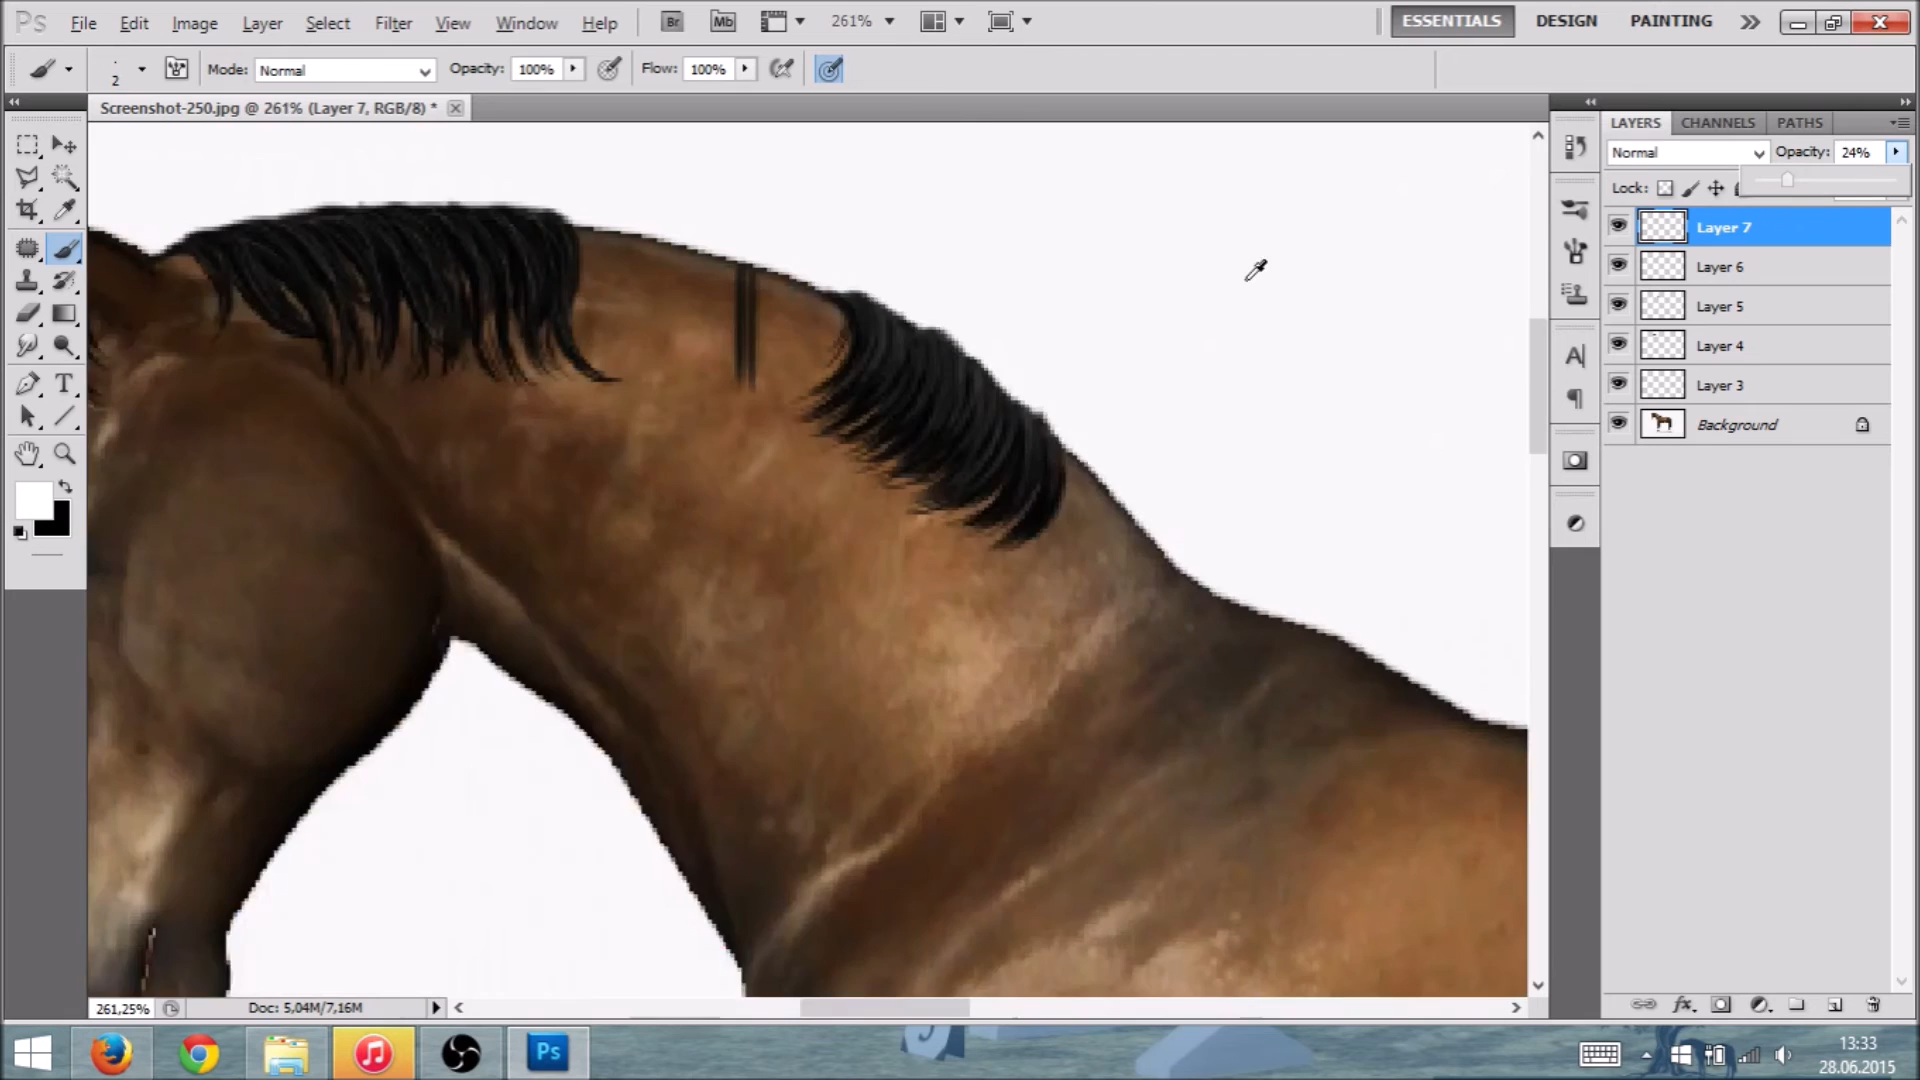 Ps File Edit Image Layer Select Filter View Window Help Br Mb 261% ESSENTIALS DESIGN PAINTING
2 Mode: Normal Opacity: 100% Flow: 100%
Screenshot-250.jpg @ 261% (Layer 7, RGB/8) *
LAYERS CHANNELS PATHS
Normal Opacity: 24%
Lock:
Layer 7
Layer 6
Layer 5
Layer 4
Layer 3
Background
261,25% Doc: 5,04M/7,16M
Ps
13:33
28.06.2015